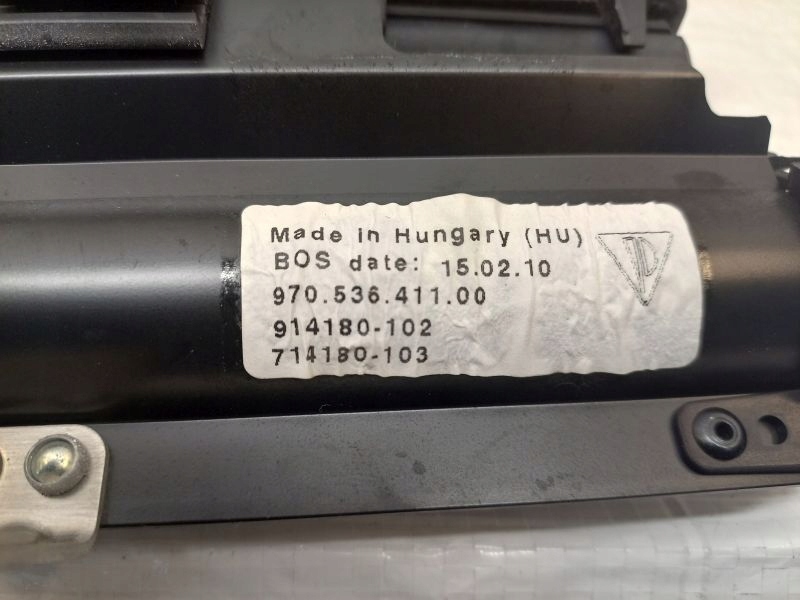 Made in Hungary (HU)
BOS date: 15.02.10
970.536.411.00
914180-102
714180-103